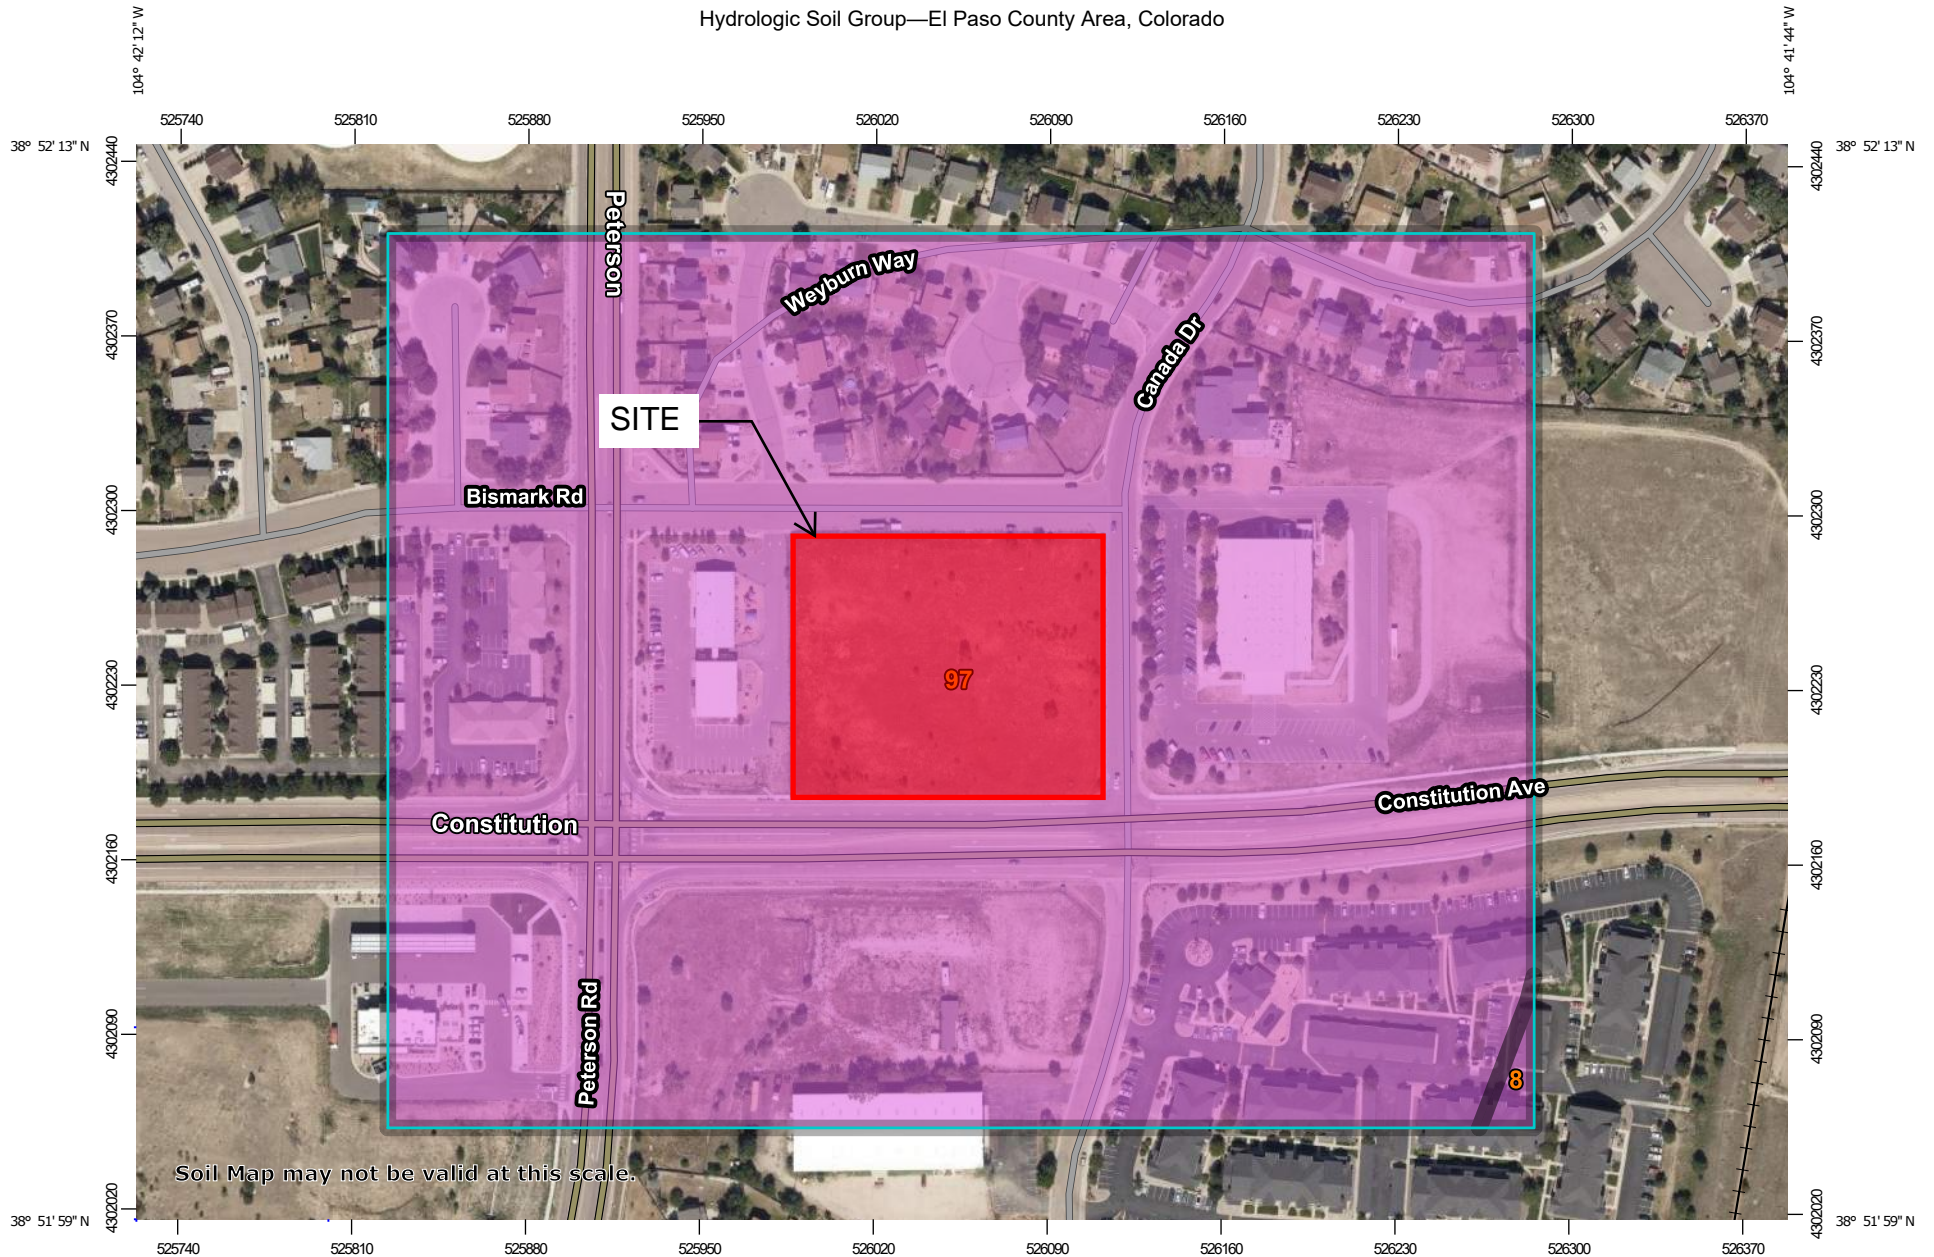 Hydrologic Soil Group—El Paso County Area, Colorado
104° 42' 12" W
104° 41' 44" W
525740 525810 525880 525950 526020 526090 526160 526230 526300 526370
38° 52' 13" N
38° 52' 13" N
4302440
4302440
Peterson
Weyburn Way
4302370
4302370
Canada Dr
SITE
Bismark Rd
4302300
4302300
97
4302230
4302230
Constitution Ave
Constitution
4302160
4302160
4302090
4302090
Peterson Rd
8
Soil Map may not be valid at this scale.
4302020
4302020
38° 51' 59" N
38° 51' 59" N
525740 525810 525880 525950 526020 526090 526160 526230 526300 526370